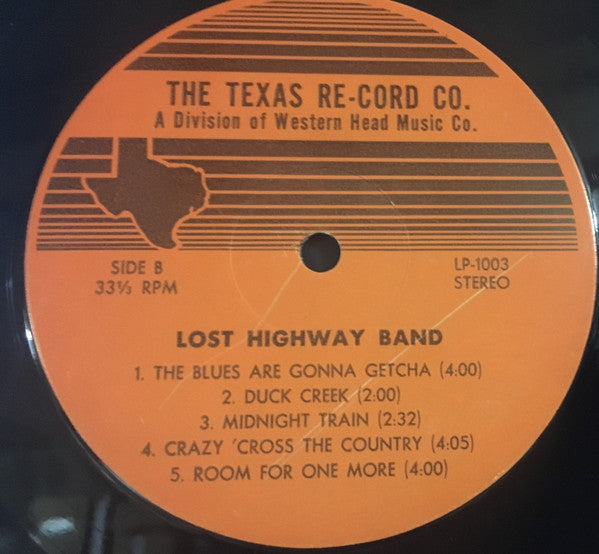 THE TEXAS RE-CORD CO.
A Division of Western Head Music Co.
SIDE B
33⅓ RPM
LP-1003
STEREO
LOST HIGHWAY BAND
1. THE BLUES ARE GONNA GETCHA (4:00)
2. DUCK CREEK (2:00)
3. MIDNIGHT TRAIN (2:32)
4. CRAZY 'CROSS THE COUNTRY (4:05)
5. ROOM FOR ONE MORE (4:00)